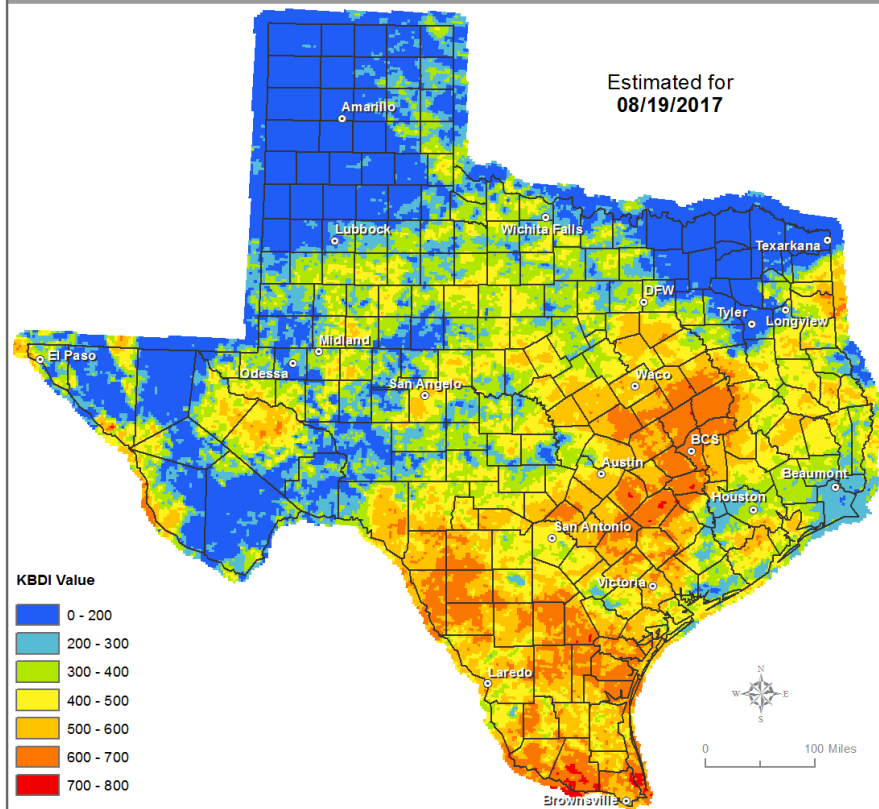 Estimated for
08/19/2017
Amarillo
Lubbock
Wichita Falls
Texarkana
DFW
Tyler
Longview
Midland
El Paso
Odessa
San Angelo
Waco
BCS
Austin
Beaumont
Houston
San Antonio
Victoria
Laredo
Brownsville
KBDI Value
0 - 200
200 - 300
300 - 400
400 - 500
500 - 600
600 - 700
700 - 800
N
W E
S
0 100 Miles